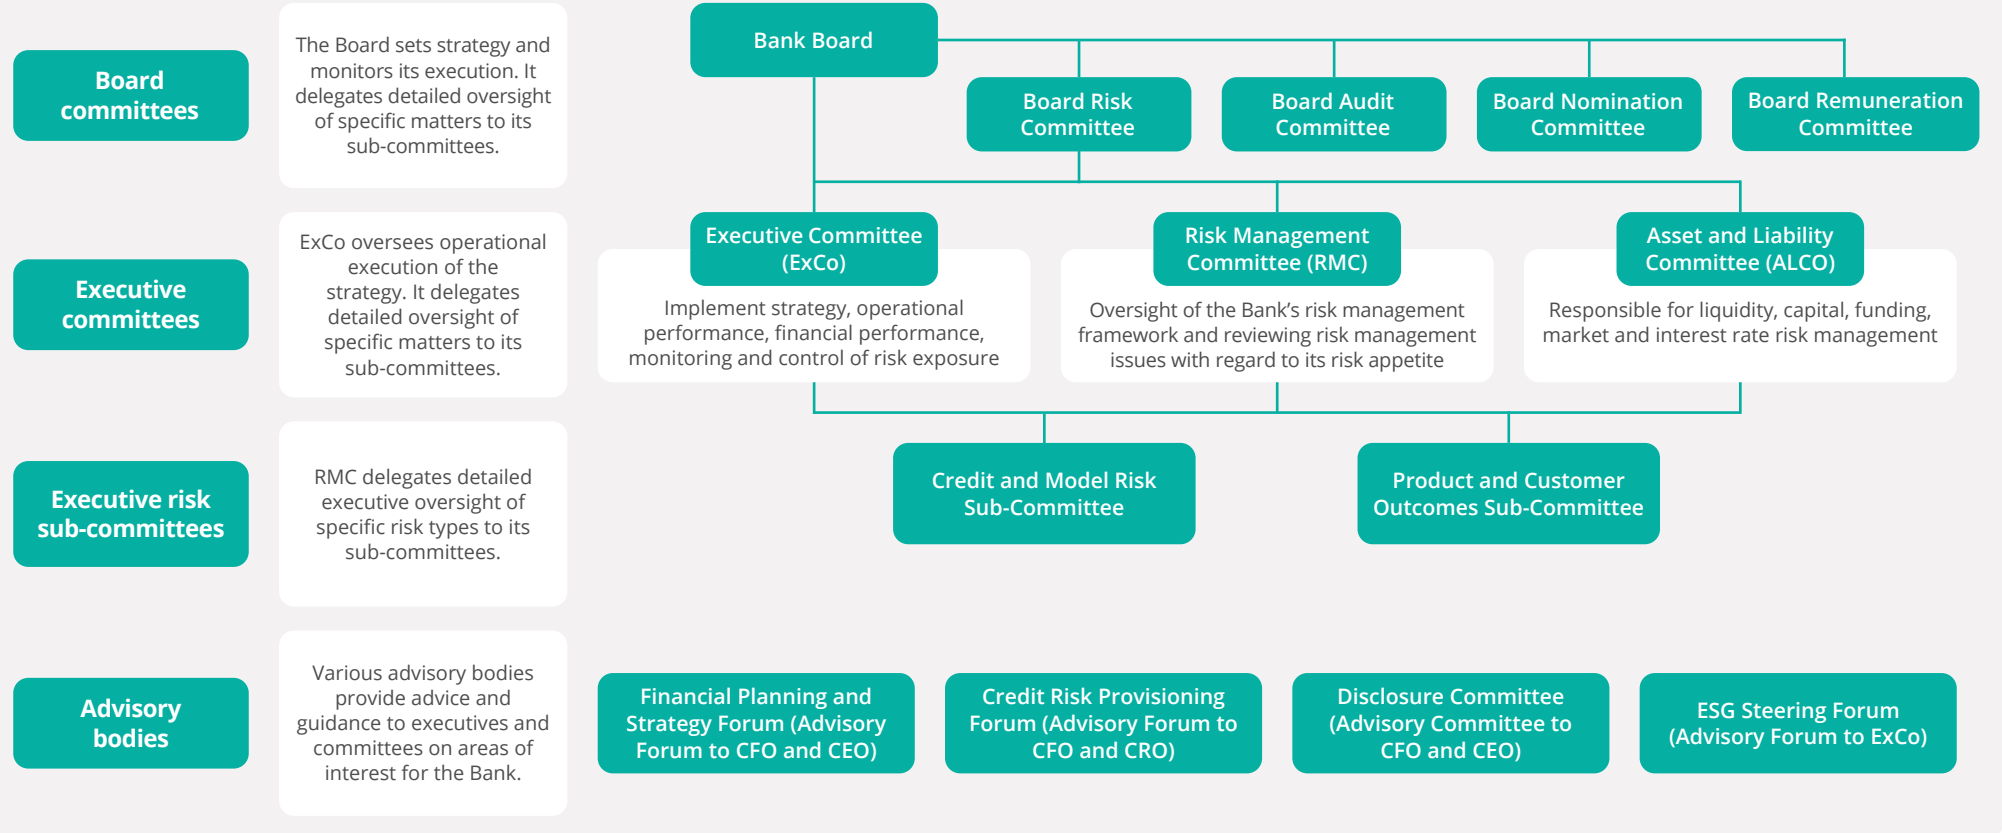 Board
committees
The Board sets strategy and
monitors its execution. It
delegates detailed oversight
of specific matters to its
sub-committees.
Bank Board
Board Risk
Committee
Board Audit
Committee
Board Nomination
Committee
Board Remuneration
Committee
Executive
committees
ExCo oversees operational
execution of the
strategy. It delegates
detailed oversight of
specific matters to its
sub-committees.
Executive Committee
(ExCo)
Implement strategy, operational
performance, financial performance,
monitoring and control of risk exposure
Risk Management
Committee (RMC)
Oversight of the Bank’s risk management
framework and reviewing risk management
issues with regard to its risk appetite
Asset and Liability
Committee (ALCO)
Responsible for liquidity, capital, funding,
market and interest rate risk management
Executive risk
sub-committees
RMC delegates detailed
executive oversight of
specific risk types to its
sub-committees.
Credit and Model Risk
Sub-Committee
Product and Customer
Outcomes Sub-Committee
Advisory
bodies
Various advisory bodies
provide advice and
guidance to executives and
committees on areas of
interest for the Bank.
Financial Planning and
Strategy Forum (Advisory
Forum to CFO and CEO)
Credit Risk Provisioning
Forum (Advisory Forum to
CFO and CRO)
Disclosure Committee
(Advisory Committee to
CFO and CEO)
ESG Steering Forum
(Advisory Forum to ExCo)